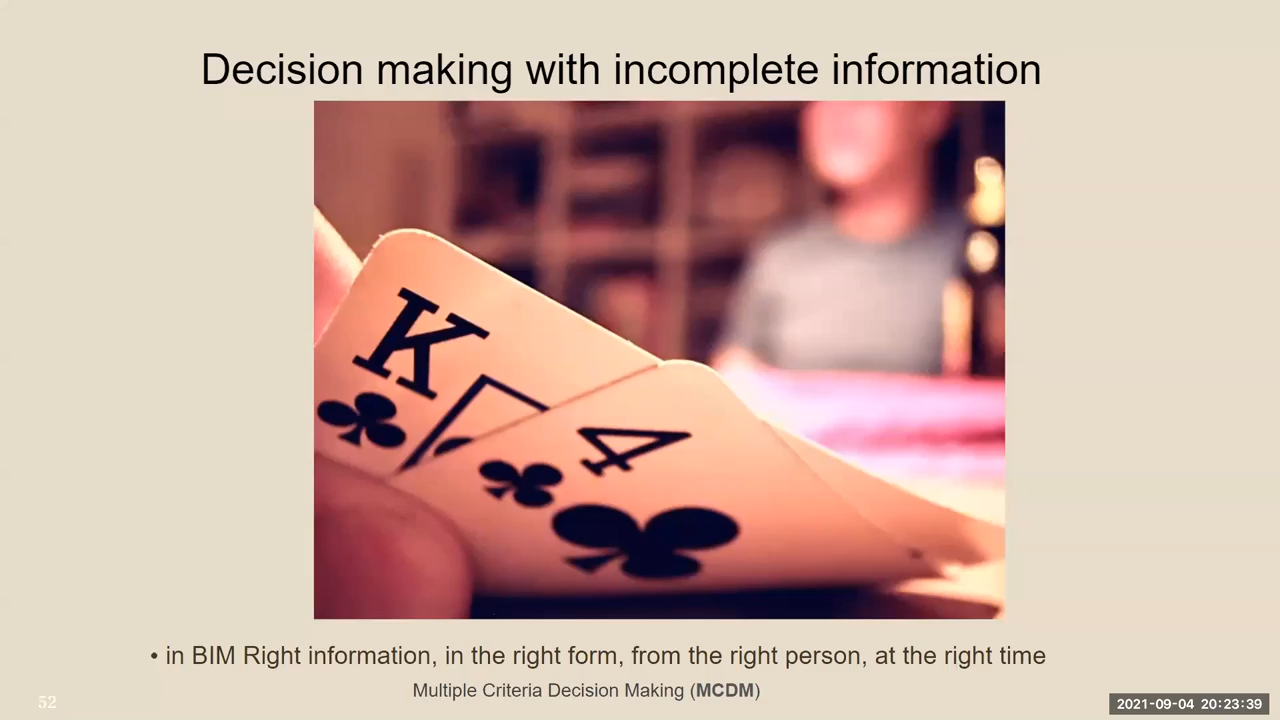 Decision making with incomplete information
K
4
• in BIM Right information, in the right form, from the right person, at the right time
Multiple Criteria Decision Making (MCDM)
52
2021-09-04 20:23:39